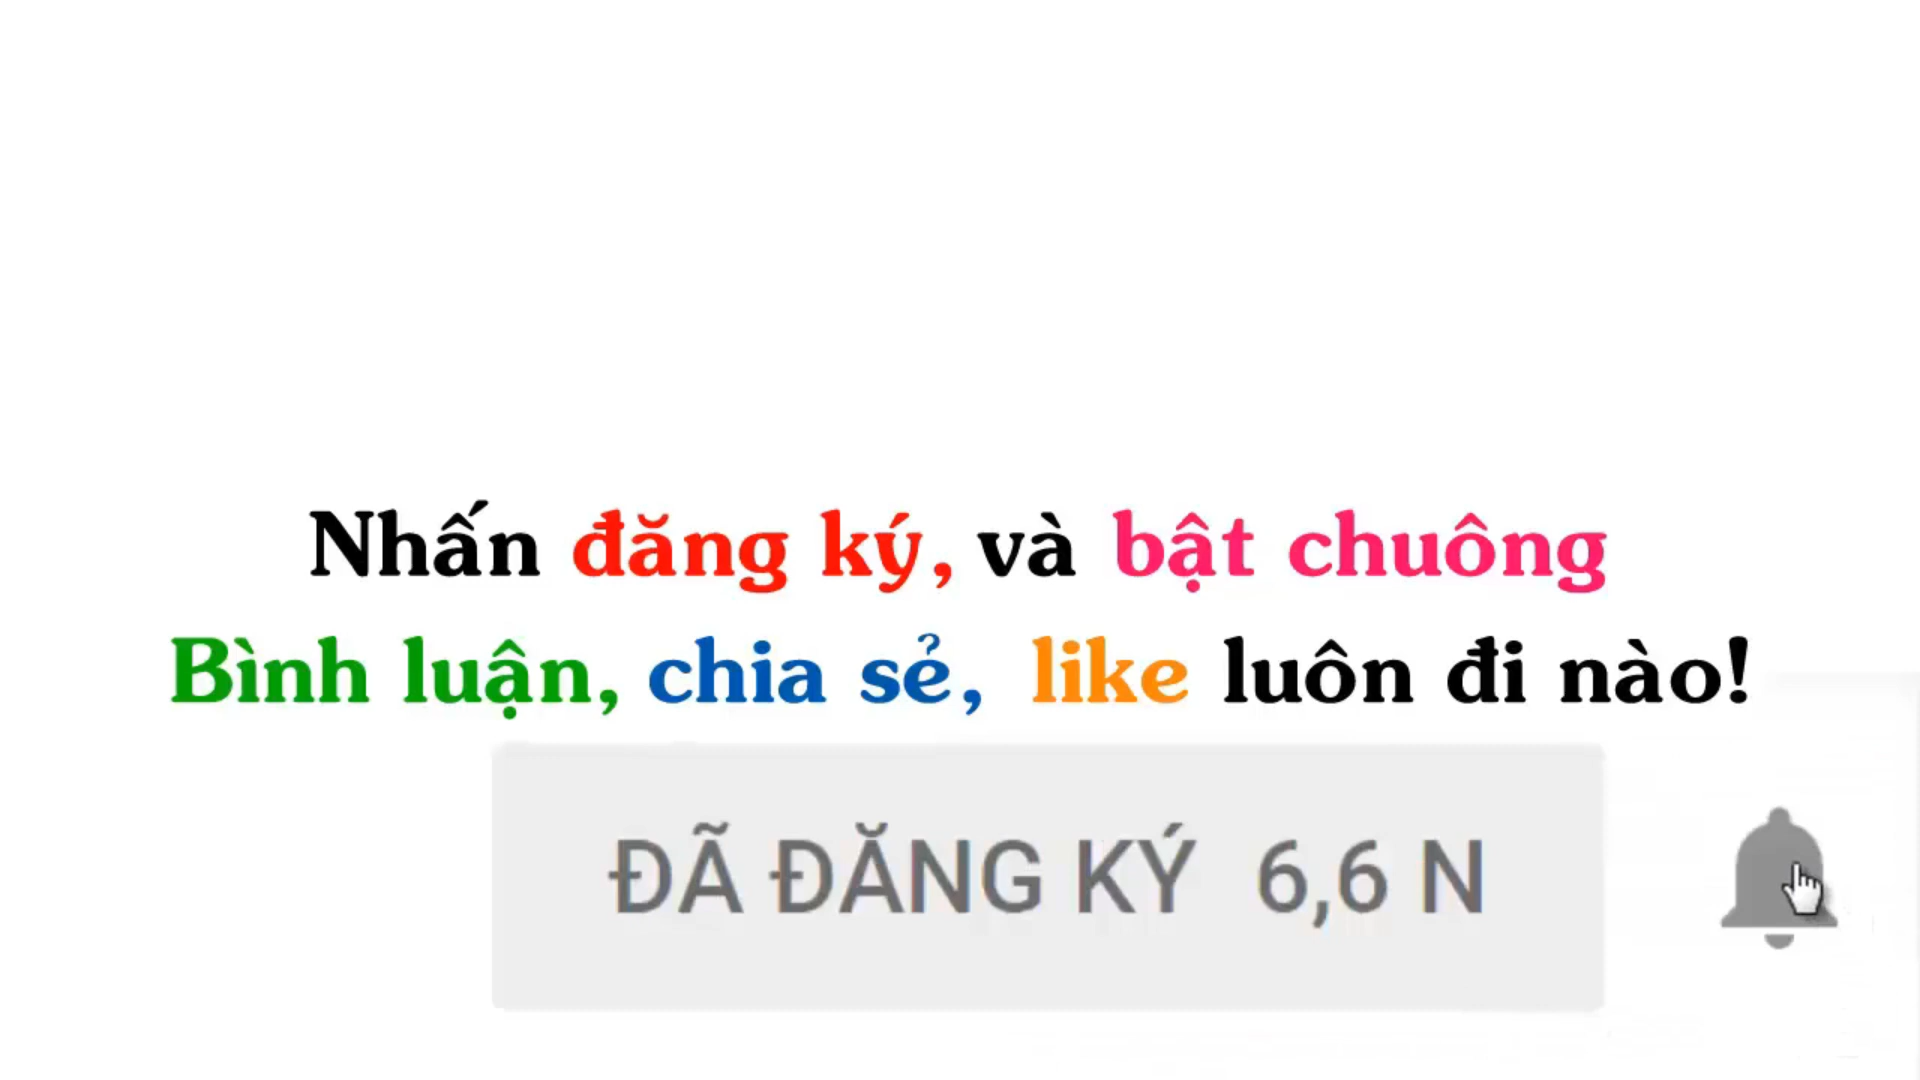 Nhấn đăng ký, và bật chuông
Bình luận, chia sẻ, like luôn đi nào!
ĐÃ ĐĂNG KÝ 6,6 N